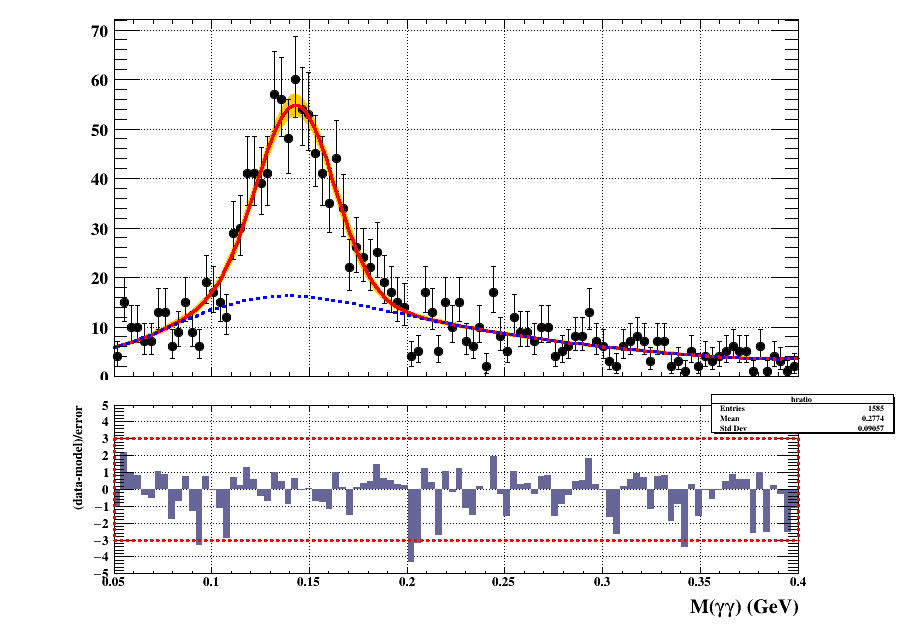 70
60
50
40
30
20
10
0
hratio
Entries 1585
Mean 0.2774
Std Dev 0.09057
(data-model)/error
5
4
3
2
1
0
−1
−2
−3
−4
−5
0.05 0.1 0.15 0.2 0.25 0.3 0.35 0.4
M(γγ) (GeV)